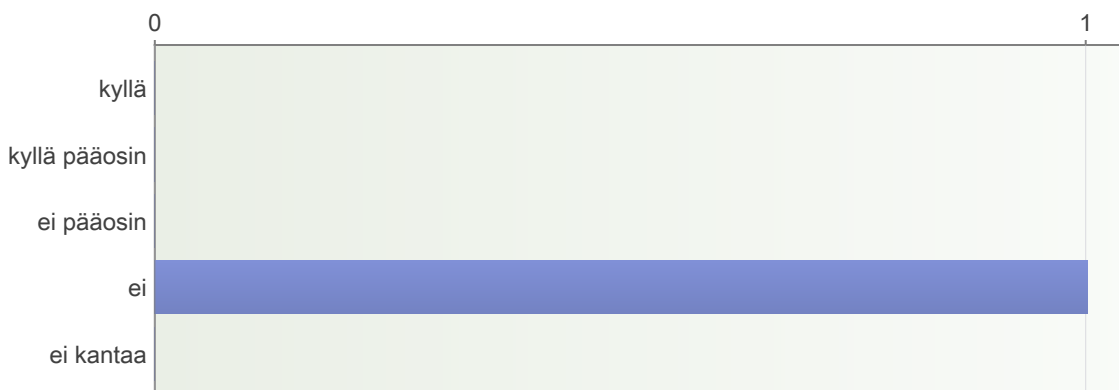 0 1
kyllä
kyllä pääosin
ei pääosin
ei
ei kantaa